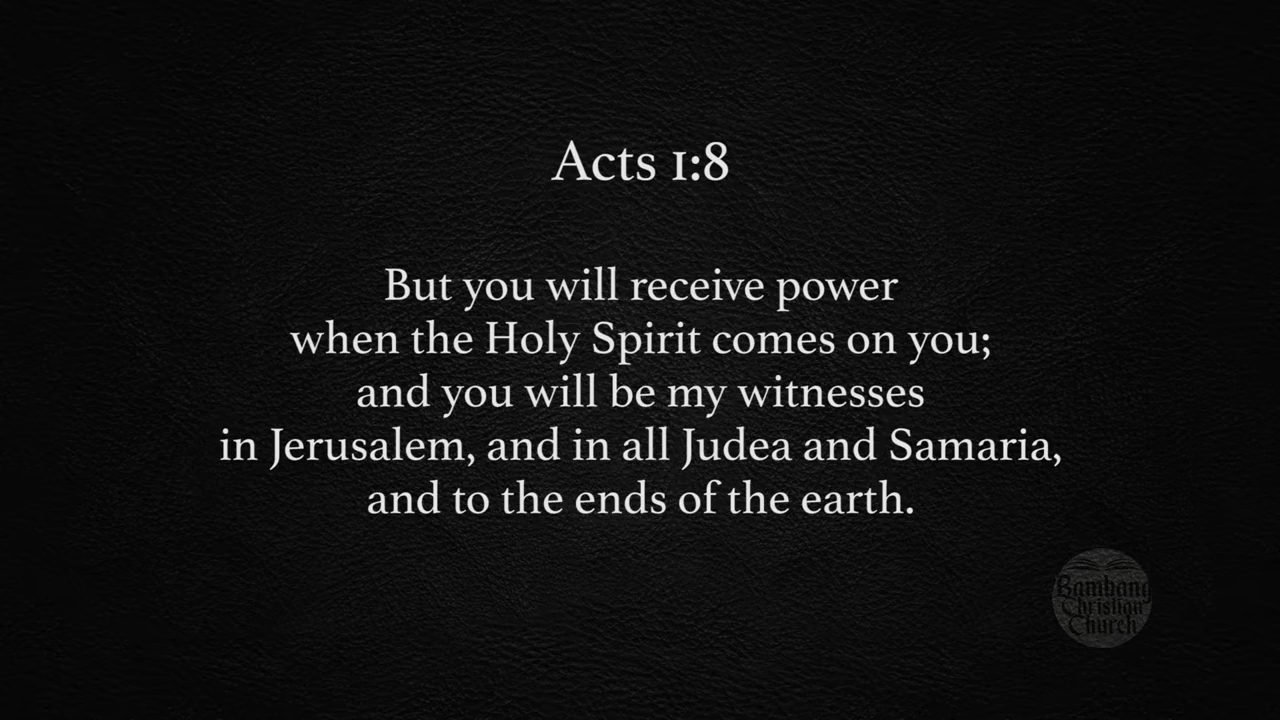 Acts 1:8
But you will receive power
when the Holy Spirit comes on you;
and you will be my witnesses
in Jerusalem, and in all Judea and Samaria,
and to the ends of the earth.
Bambang
Christian
Church